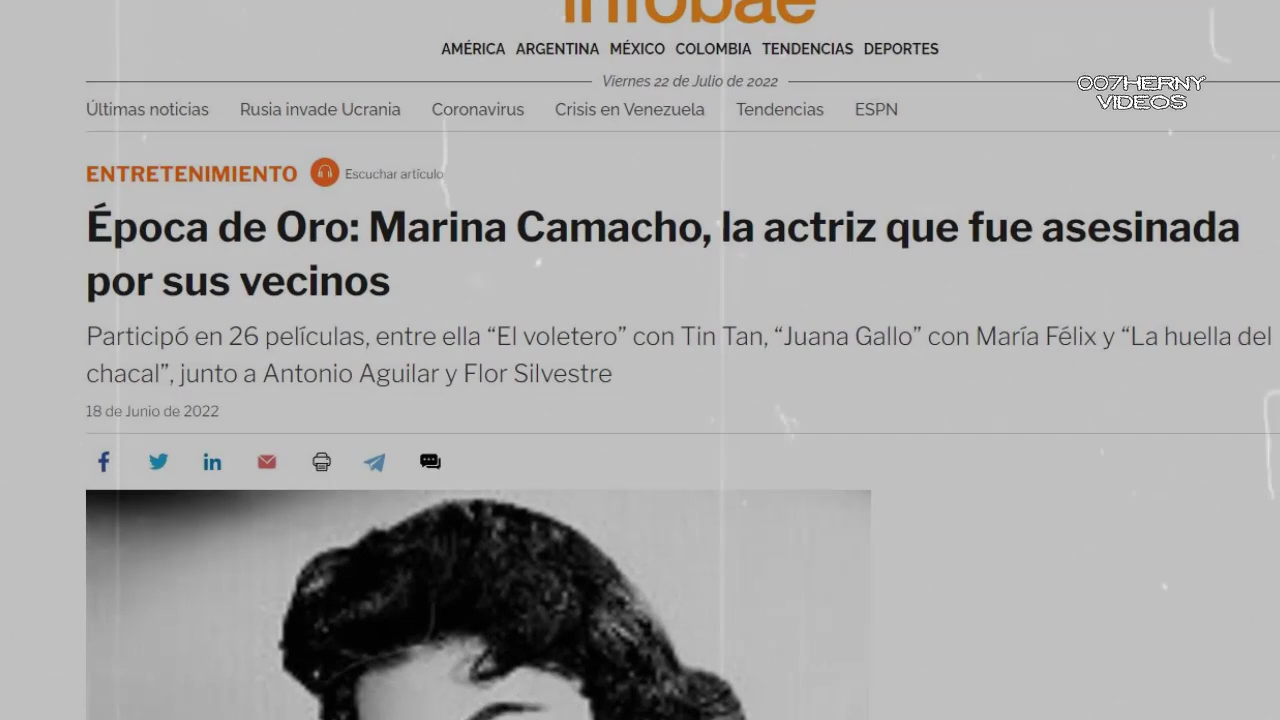 infobae
AMÉRICA ARGENTINA MÉXICO COLOMBIA TENDENCIAS DEPORTES
Viernes 22 de Julio de 2022
007HERNY
VIDEOS
Últimas noticias Rusia invade Ucrania Coronavirus Crisis en Venezuela Tendencias ESPN
ENTRETENIMIENTO Escuchar artículo
Época de Oro: Marina Camacho, la actriz que fue asesinada
por sus vecinos
Participó en 26 películas, entre ella “El voletero” con Tin Tan, “Juana Gallo” con María Félix y “La huella del
chacal”, junto a Antonio Aguilar y Flor Silvestre
18 de Junio de 2022